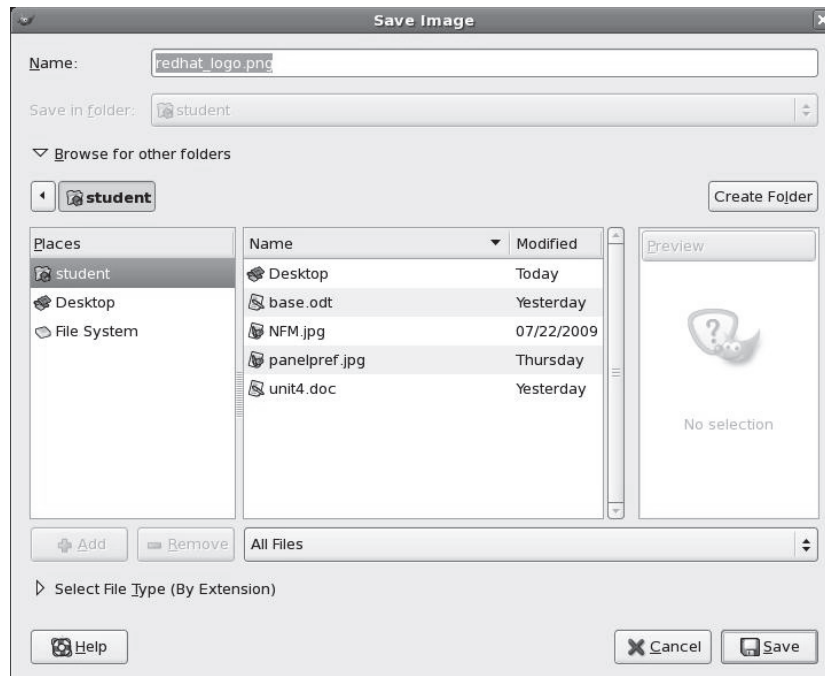 Save Image
Name: redhat_logo.png
Save in folder: student
Browse for other folders
student Create Folder
Places Name Modified Preview
student Desktop Today
Desktop base.odt Yesterday
File System NFM.jpg 07/22/2009
panelpref.jpg Thursday
unit4.doc Yesterday
No selection
Add Remove All Files
Select File Type (By Extension)
Help Cancel Save